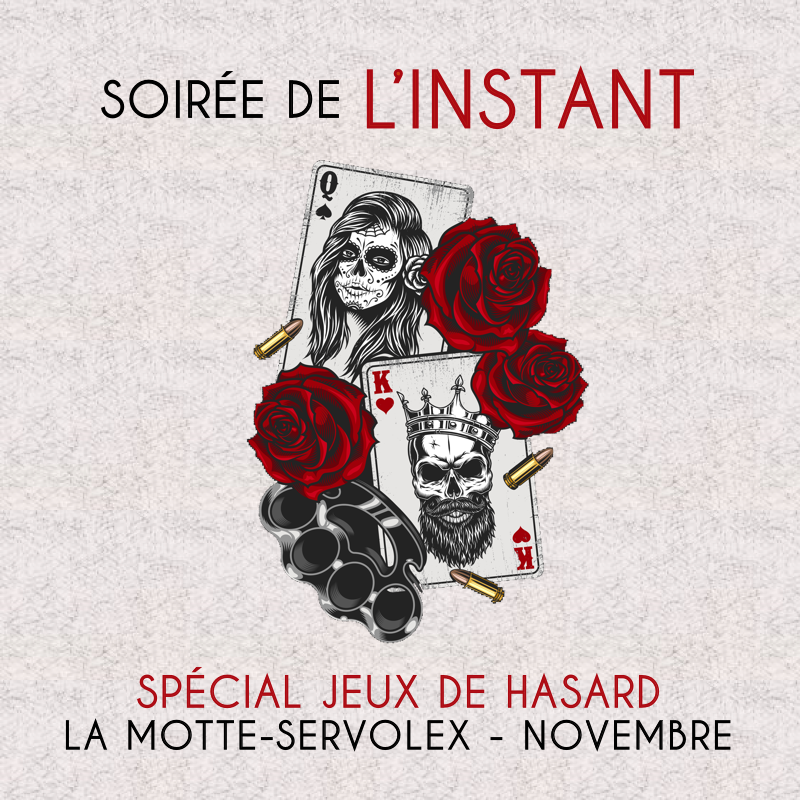 SOIRÉE DE L'INSTANT
Q
K
K
SPÉCIAL JEUX DE HASARD
LA MOTTE-SERVOLEX - NOVEMBRE